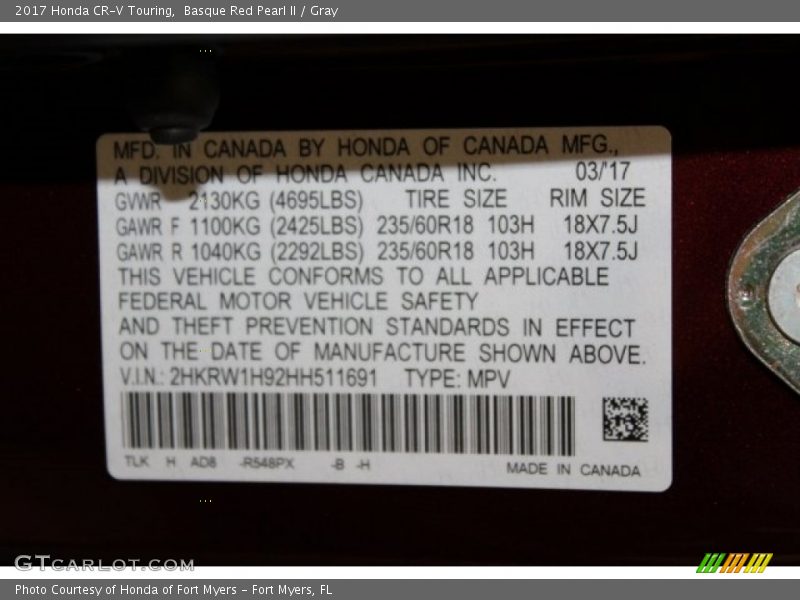 2017 Honda CR-V Touring,  Basque Red Pearl II / Gray
MFD. IN CANADA BY HONDA OF CANADA MFG.,
A DIVISION OF HONDA CANADA INC. 03/'17
GVWR 2130KG (4695LBS) TIRE SIZE RIM SIZE
GAWR F 1100KG (2425LBS) 235/60R18 103H 18X7.5J
GAWR R 1040KG (2292LBS) 235/60R18 103H 18X7.5J
THIS VEHICLE CONFORMS TO ALL APPLICABLE
FEDERAL MOTOR VEHICLE SAFETY
AND THEFT PREVENTION STANDARDS IN EFFECT
ON THE DATE OF MANUFACTURE SHOWN ABOVE.
V.I.N.: 2HKRW1H92HH511691 TYPE: MPV
TLK H AD8 -R548PX -B -H MADE IN CANADA
GTCARLOT.COM
Photo Courtesy of Honda of Fort Myers - Fort Myers, FL